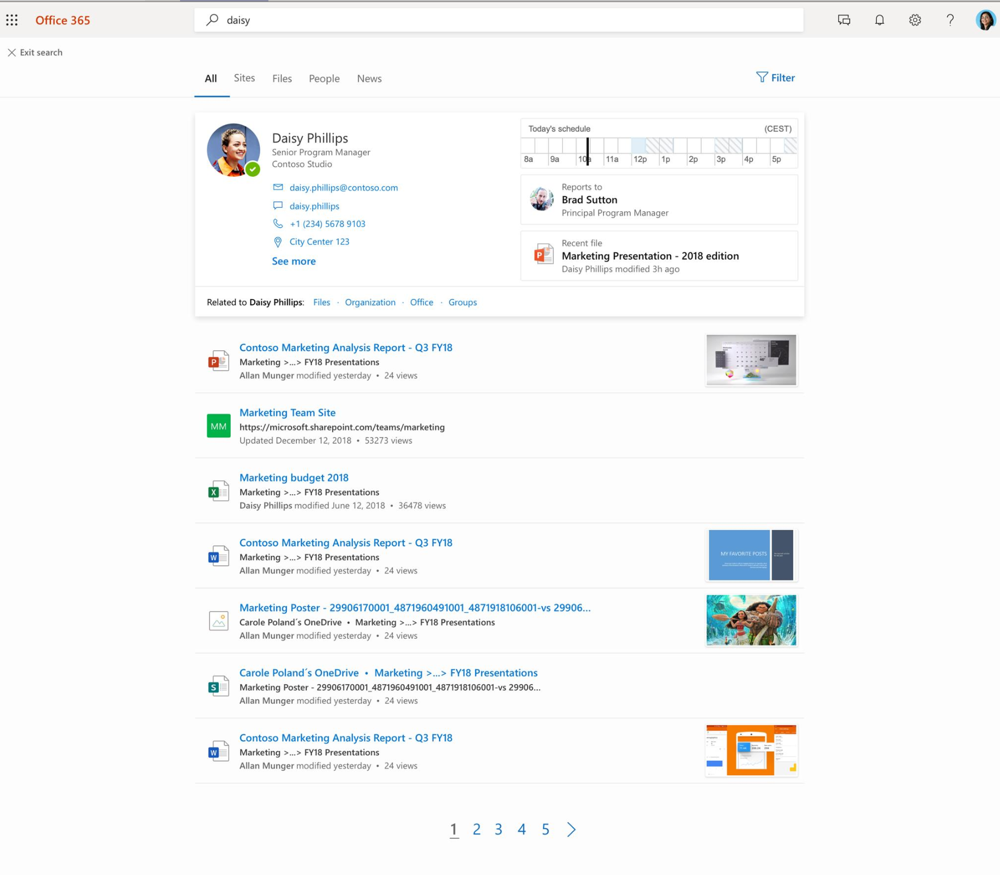 Office 365
daisy
Exit search
All Sites Files People News
Filter
Daisy Phillips
Senior Program Manager
Contoso Studio
daisy.phillips@contoso.com
daisy.phillips
+1 (234) 5678 9103
City Center 123
See more
Today's schedule (CEST)
8a 9a 10a 11a 12p 1p 2p 3p 4p 5p
Reports to
Brad Sutton
Principal Program Manager
P
Recent file
Marketing Presentation - 2018 edition
Daisy Phillips modified 3h ago
Related to Daisy Phillips: Files · Organization · Office · Groups
P
Contoso Marketing Analysis Report - Q3 FY18
Marketing >...> FY18 Presentations
Allan Munger modified yesterday • 24 views
MM
Marketing Team Site
https://microsoft.sharepoint.com/teams/marketing
Updated December 12, 2018 • 53273 views
X
Marketing budget 2018
Marketing >...> FY18 Presentations
Daisy Phillips modified June 12, 2018 • 36478 views
W
Contoso Marketing Analysis Report - Q3 FY18
Marketing >...> FY18 Presentations
Allan Munger modified yesterday • 24 views
MY FAVORITE POSTS
Marketing Poster - 29906170001_4871960491001_4871918106001-vs 29906...
Carole Poland´s OneDrive • Marketing >...> FY18 Presentations
Allan Munger modified yesterday • 24 views
S
Carole Poland´s OneDrive • Marketing >...> FY18 Presentations
Marketing Poster - 29906170001_4871960491001_4871918106001-vs 29906...
Allan Munger modified yesterday • 24 views
W
Contoso Marketing Analysis Report - Q3 FY18
Marketing >...> FY18 Presentations
Allan Munger modified yesterday • 24 views
1 2 3 4 5